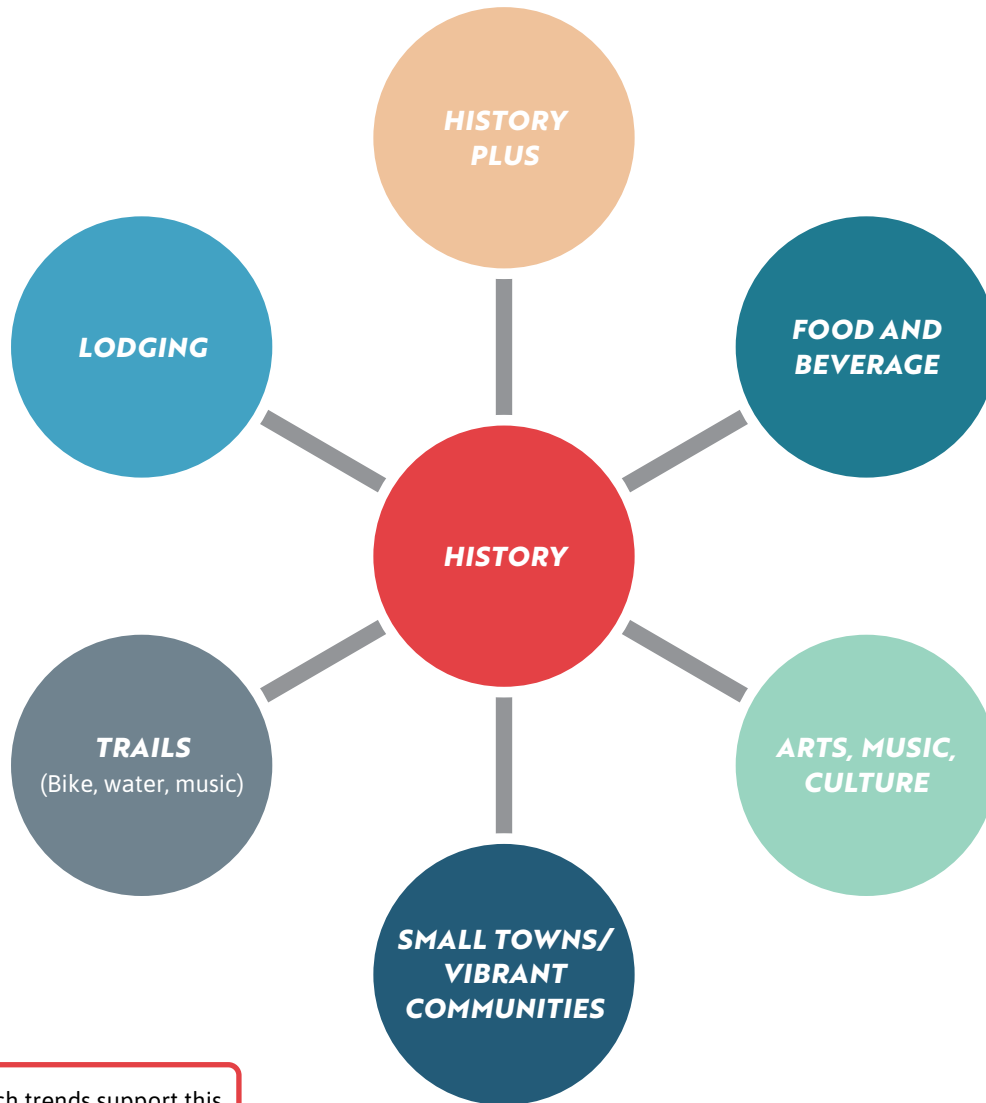 HISTORY
PLUS
LODGING
FOOD AND
BEVERAGE
HISTORY
TRAILS
(Bike, water, music)
ARTS, MUSIC,
CULTURE
SMALL TOWNS/
VIBRANT
COMMUNITIES
trends support this